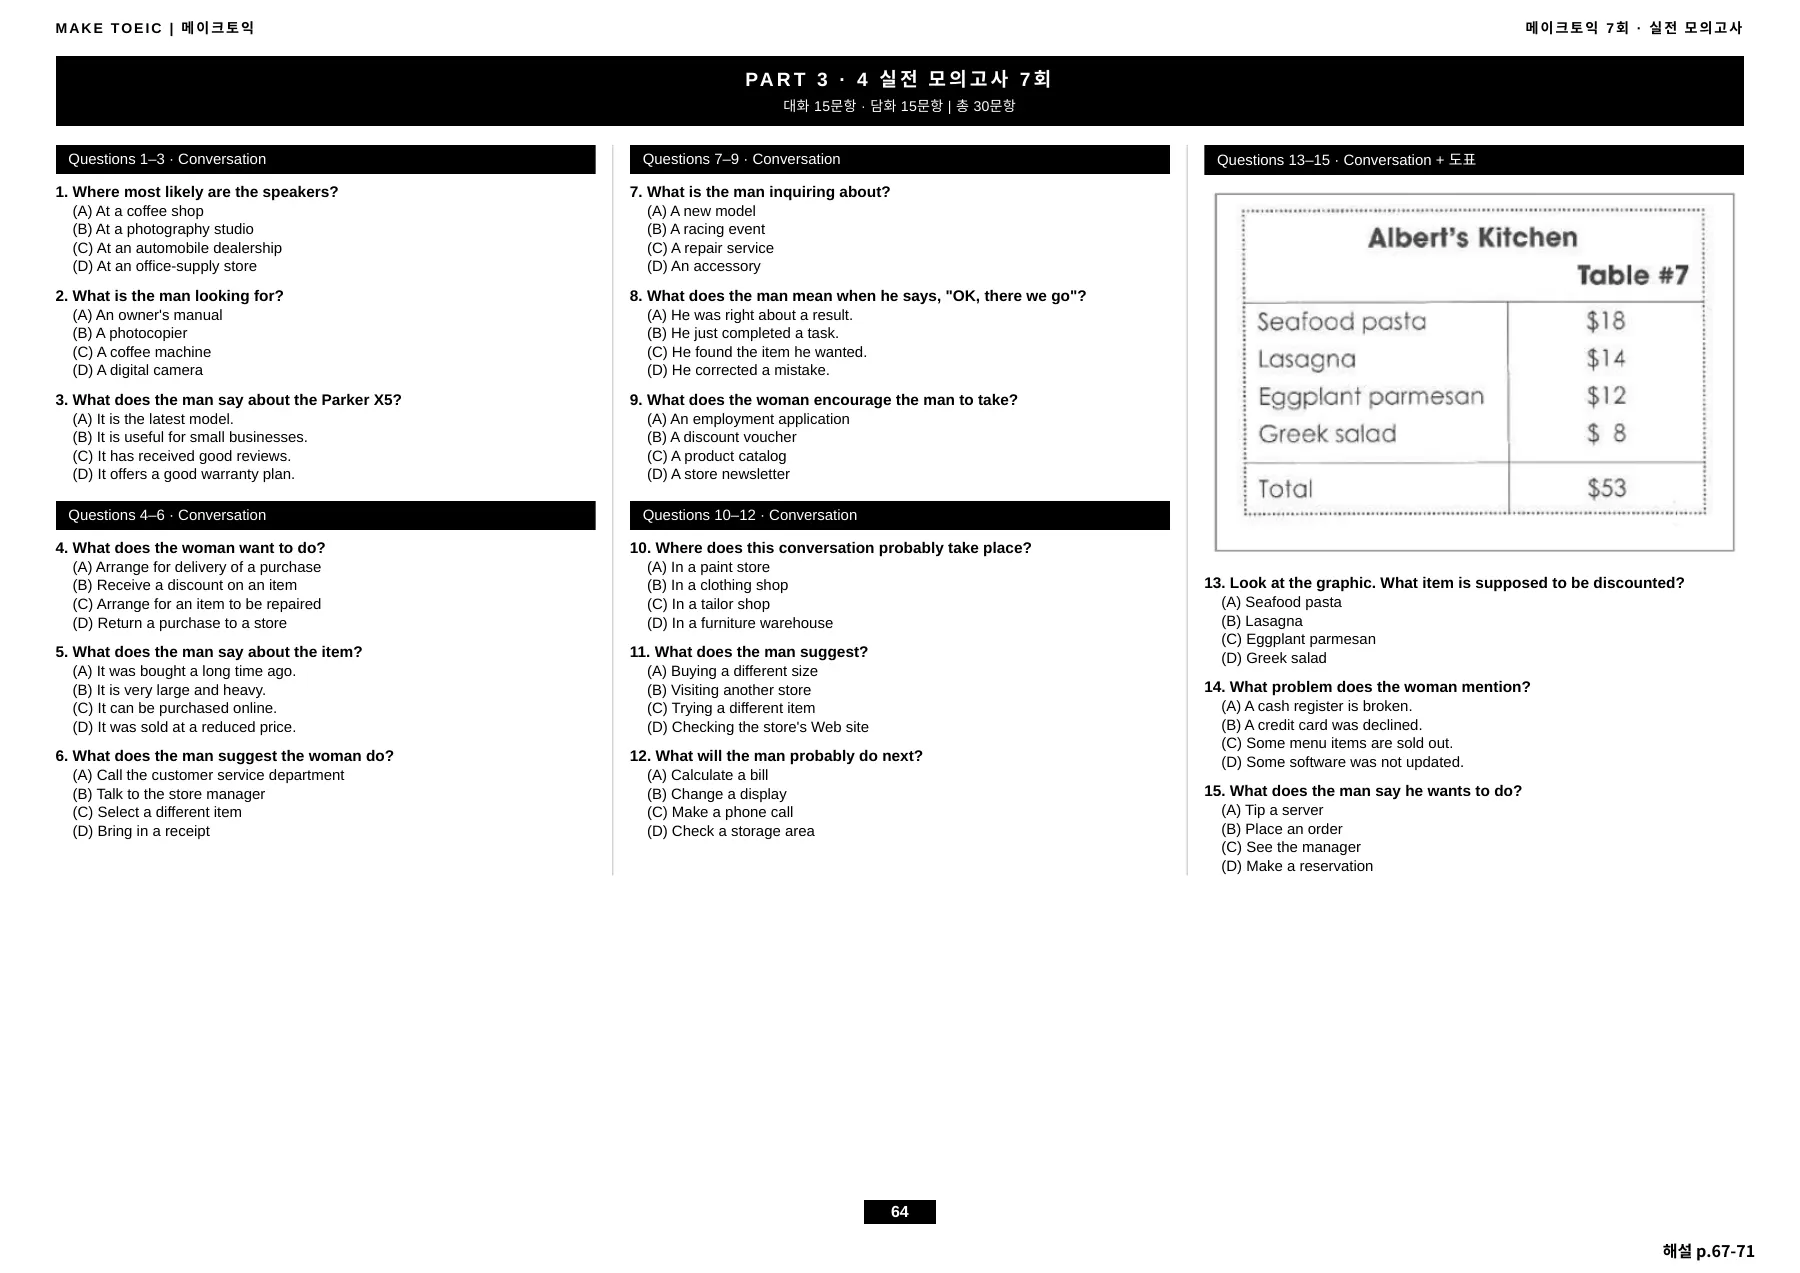 MAKE TOEIC | 메이크토익
메이크토익 7회 · 실전 모의고사
PART 3 · 4 실전 모의고사 7회
대화 15문항 · 담화 15문항 | 총 30문항
Questions 1–3 · Conversation
1. Where most likely are the speakers?
(A) At a coffee shop
(B) At a photography studio
(C) At an automobile dealership
(D) At an office-supply store
2. What is the man looking for?
(A) An owner's manual
(B) A photocopier
(C) A coffee machine
(D) A digital camera
3. What does the man say about the Parker X5?
(A) It is the latest model.
(B) It is useful for small businesses.
(C) It has received good reviews.
(D) It offers a good warranty plan.
Questions 4–6 · Conversation
4. What does the woman want to do?
(A) Arrange for delivery of a purchase
(B) Receive a discount on an item
(C) Arrange for an item to be repaired
(D) Return a purchase to a store
5. What does the man say about the item?
(A) It was bought a long time ago.
(B) It is very large and heavy.
(C) It can be purchased online.
(D) It was sold at a reduced price.
6. What does the man suggest the woman do?
(A) Call the customer service department
(B) Talk to the store manager
(C) Select a different item
(D) Bring in a receipt
Questions 7–9 · Conversation
7. What is the man inquiring about?
(A) A new model
(B) A racing event
(C) A repair service
(D) An accessory
8. What does the man mean when he says, "OK, there we go"?
(A) He was right about a result.
(B) He just completed a task.
(C) He found the item he wanted.
(D) He corrected a mistake.
9. What does the woman encourage the man to take?
(A) An employment application
(B) A discount voucher
(C) A product catalog
(D) A store newsletter
Questions 10–12 · Conversation
10. Where does this conversation probably take place?
(A) In a paint store
(B) In a clothing shop
(C) In a tailor shop
(D) In a furniture warehouse
11. What does the man suggest?
(A) Buying a different size
(B) Visiting another store
(C) Trying a different item
(D) Checking the store's Web site
12. What will the man probably do next?
(A) Calculate a bill
(B) Change a display
(C) Make a phone call
(D) Check a storage area
Questions 13–15 · Conversation + 도표
Albert's Kitchen
Table #7
Seafood pasta $18
Lasagna $14
Eggplant parmesan $12
Greek salad $ 8
Total $53
13. Look at the graphic. What item is supposed to be discounted?
(A) Seafood pasta
(B) Lasagna
(C) Eggplant parmesan
(D) Greek salad
14. What problem does the woman mention?
(A) A cash register is broken.
(B) A credit card was declined.
(C) Some menu items are sold out.
(D) Some software was not updated.
15. What does the man say he wants to do?
(A) Tip a server
(B) Place an order
(C) See the manager
(D) Make a reservation
64
해설 p.67-71